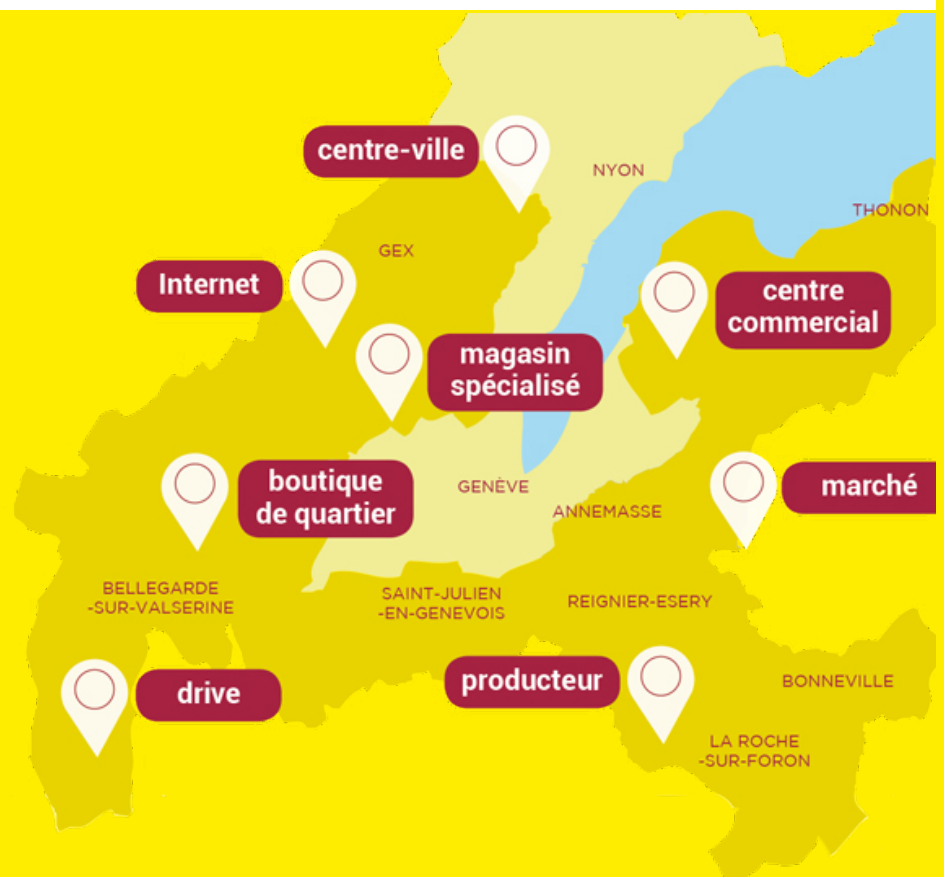 centre-ville
NYON
THONON
GEX
Internet
centre
commercial
magasin
spécialisé
boutique
de quartier
GENÈVE
marché
ANNEMASSE
BELLEGARDE
-SUR-VALSERINE
SAINT-JULIEN
-EN-GENEVOIS
REIGNIER-ESERY
drive
producteur
BONNEVILLE
LA ROCHE
-SUR-FORON